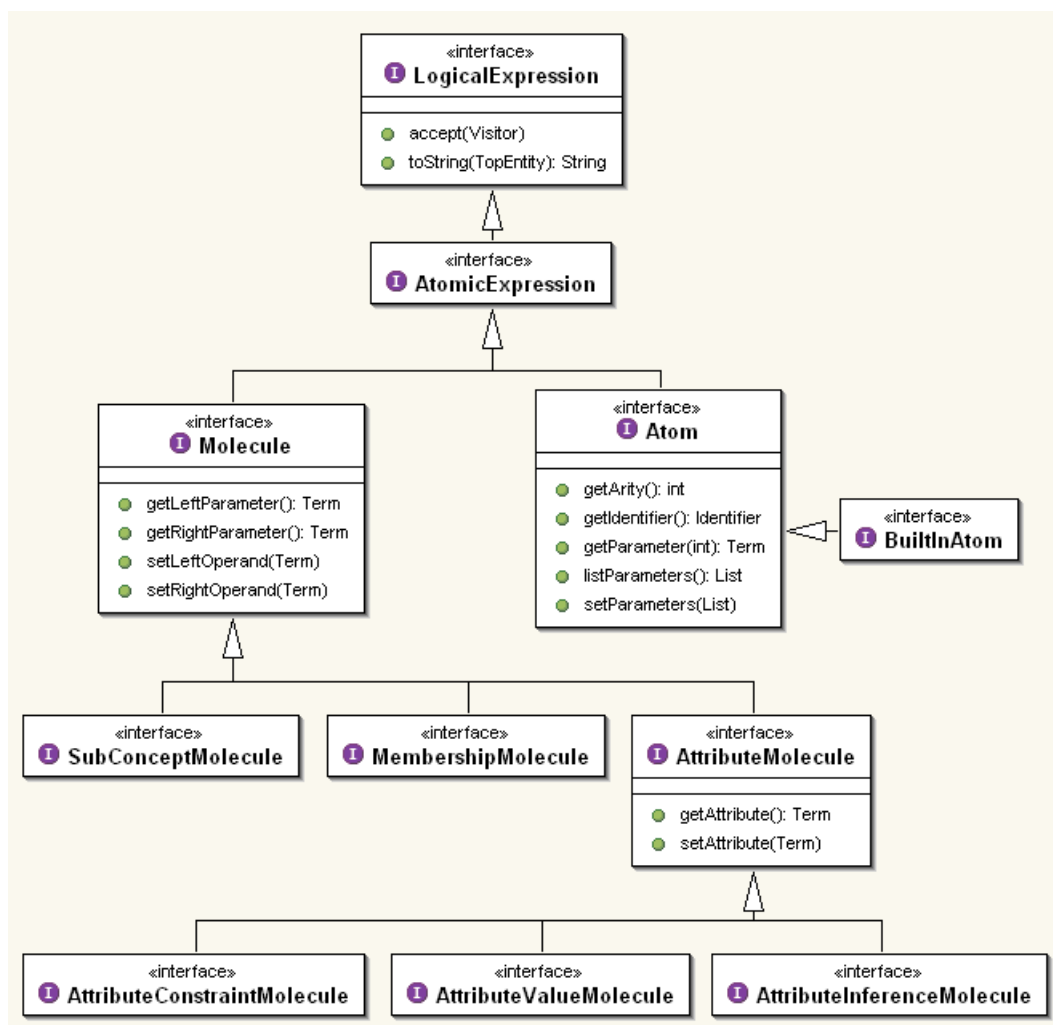 «interface»
I LogicalExpression
accept(Visitor)
toString(TopEntity): String
«interface»
I AtomicExpression
«interface»
I Molecule
getLeftParameter(): Term
getRightParameter(): Term
setLeftOperand(Term)
setRightOperand(Term)
«interface»
I Atom
getArity(): int
getIdentifier(): Identifier
getParameter(int): Term
listParameters(): List
setParameters(List)
«interface»
I BuiltInAtom
«interface»
I SubConceptMolecule
«interface»
I MembershipMolecule
«interface»
I AttributeMolecule
getAttribute(): Term
setAttribute(Term)
«interface»
I AttributeConstraintMolecule
«interface»
I AttributeValueMolecule
«interface»
I AttributeInferenceMolecule